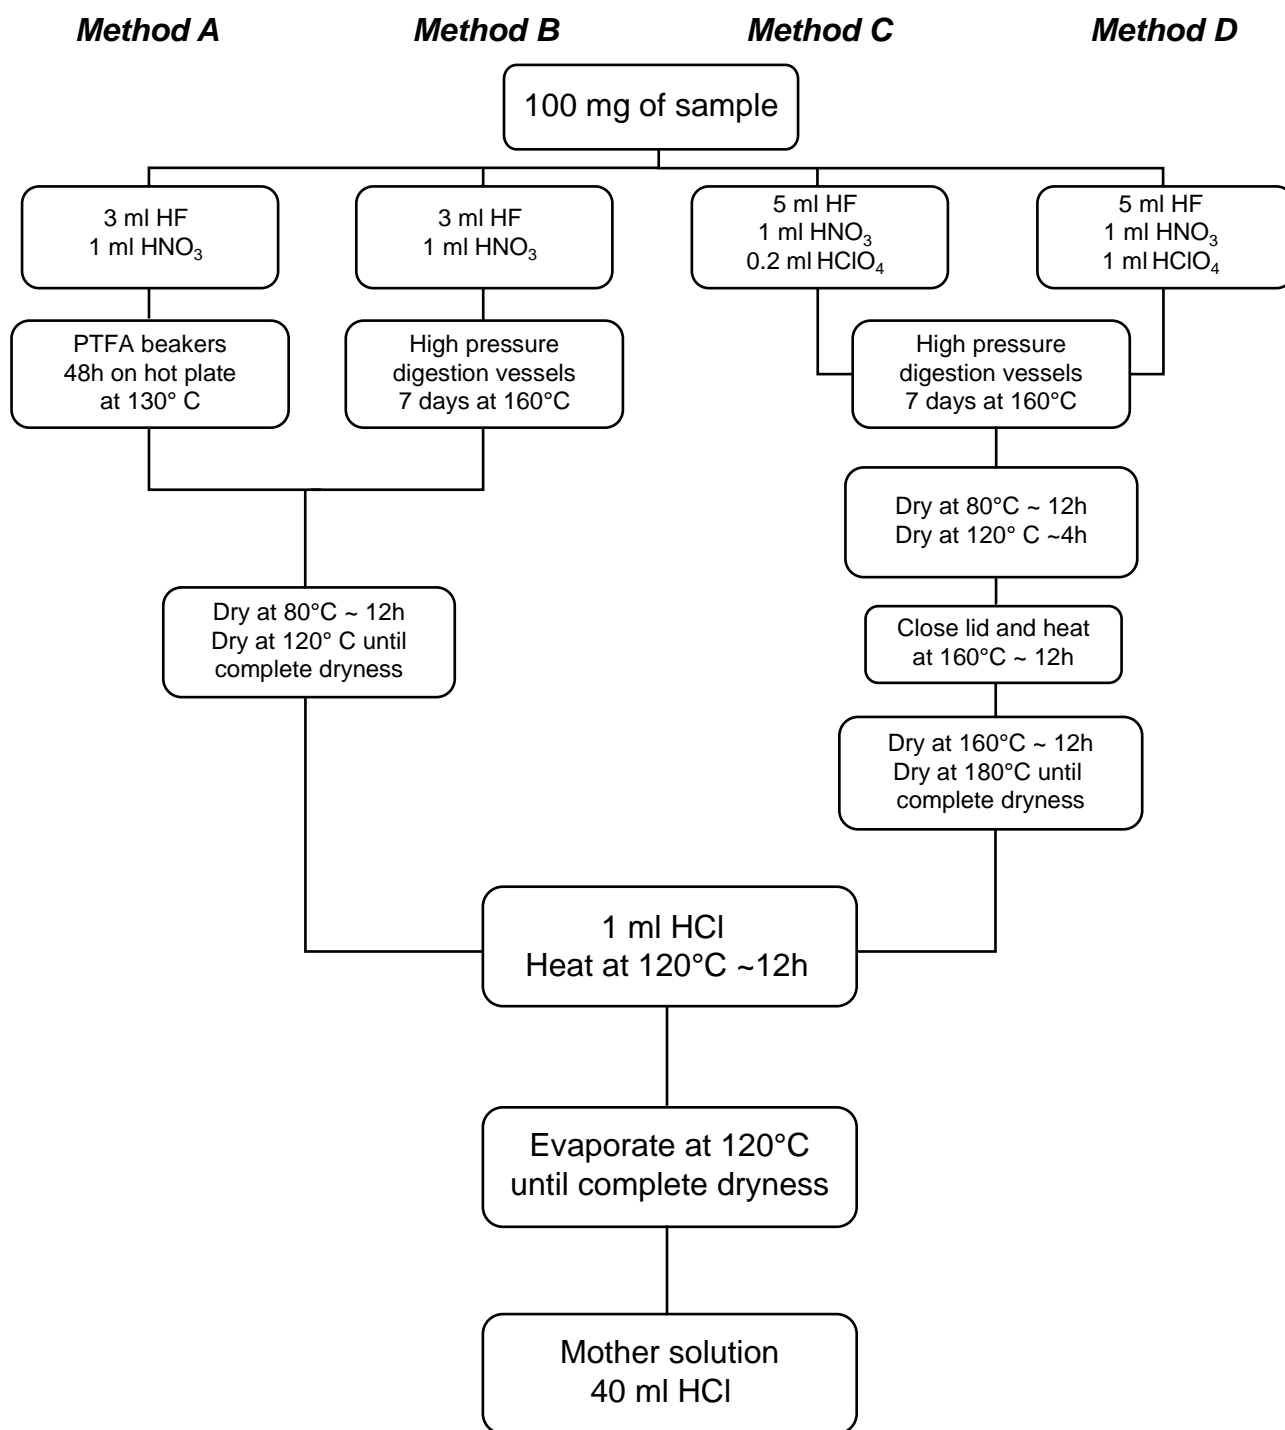 Method A
Method B
Method C
Method D
100 mg of sample
3 ml HF
1 ml HNO₃
3 ml HF
1 ml HNO₃
5 ml HF
1 ml HNO₃
0.2 ml HClO₄
5 ml HF
1 ml HNO₃
1 ml HClO₄
PTFA beakers
48h on hot plate
at 130° C
High pressure
digestion vessels
7 days at 160°C
High pressure
digestion vessels
7 days at 160°C
Dry at 80°C ~ 12h
Dry at 120° C ~4h
Dry at 80°C ~ 12h
Dry at 120° C until
complete dryness
Close lid and heat
at 160°C ~ 12h
Dry at 160°C ~ 12h
Dry at 180°C until
complete dryness
1 ml HCl
Heat at 120°C ~12h
Evaporate at 120°C
until complete dryness
Mother solution
40 ml HCl